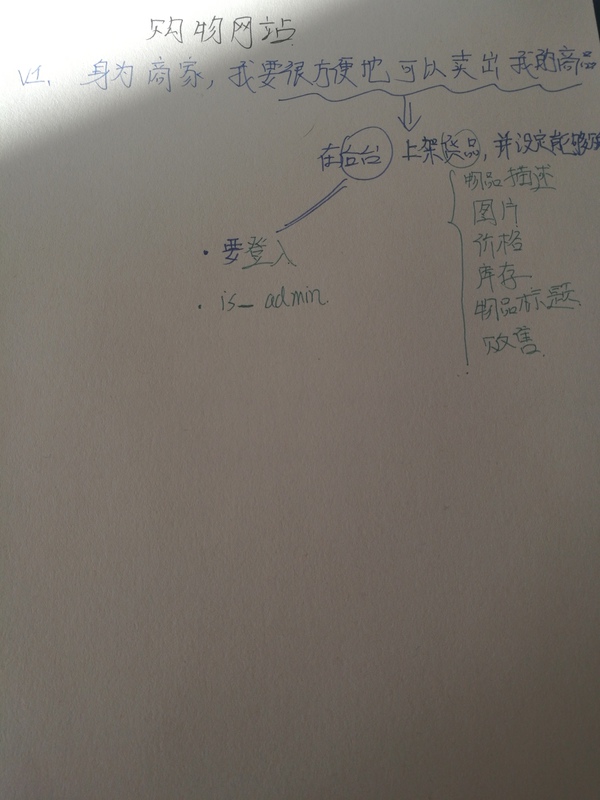 购物网站
V1. 身为商家，我要很方便地可以卖出我的商品
在后台 上架货品，并设定能够
物品描述
图片
价格
库存
物品标题
贩售
· 要登入
· is_admin